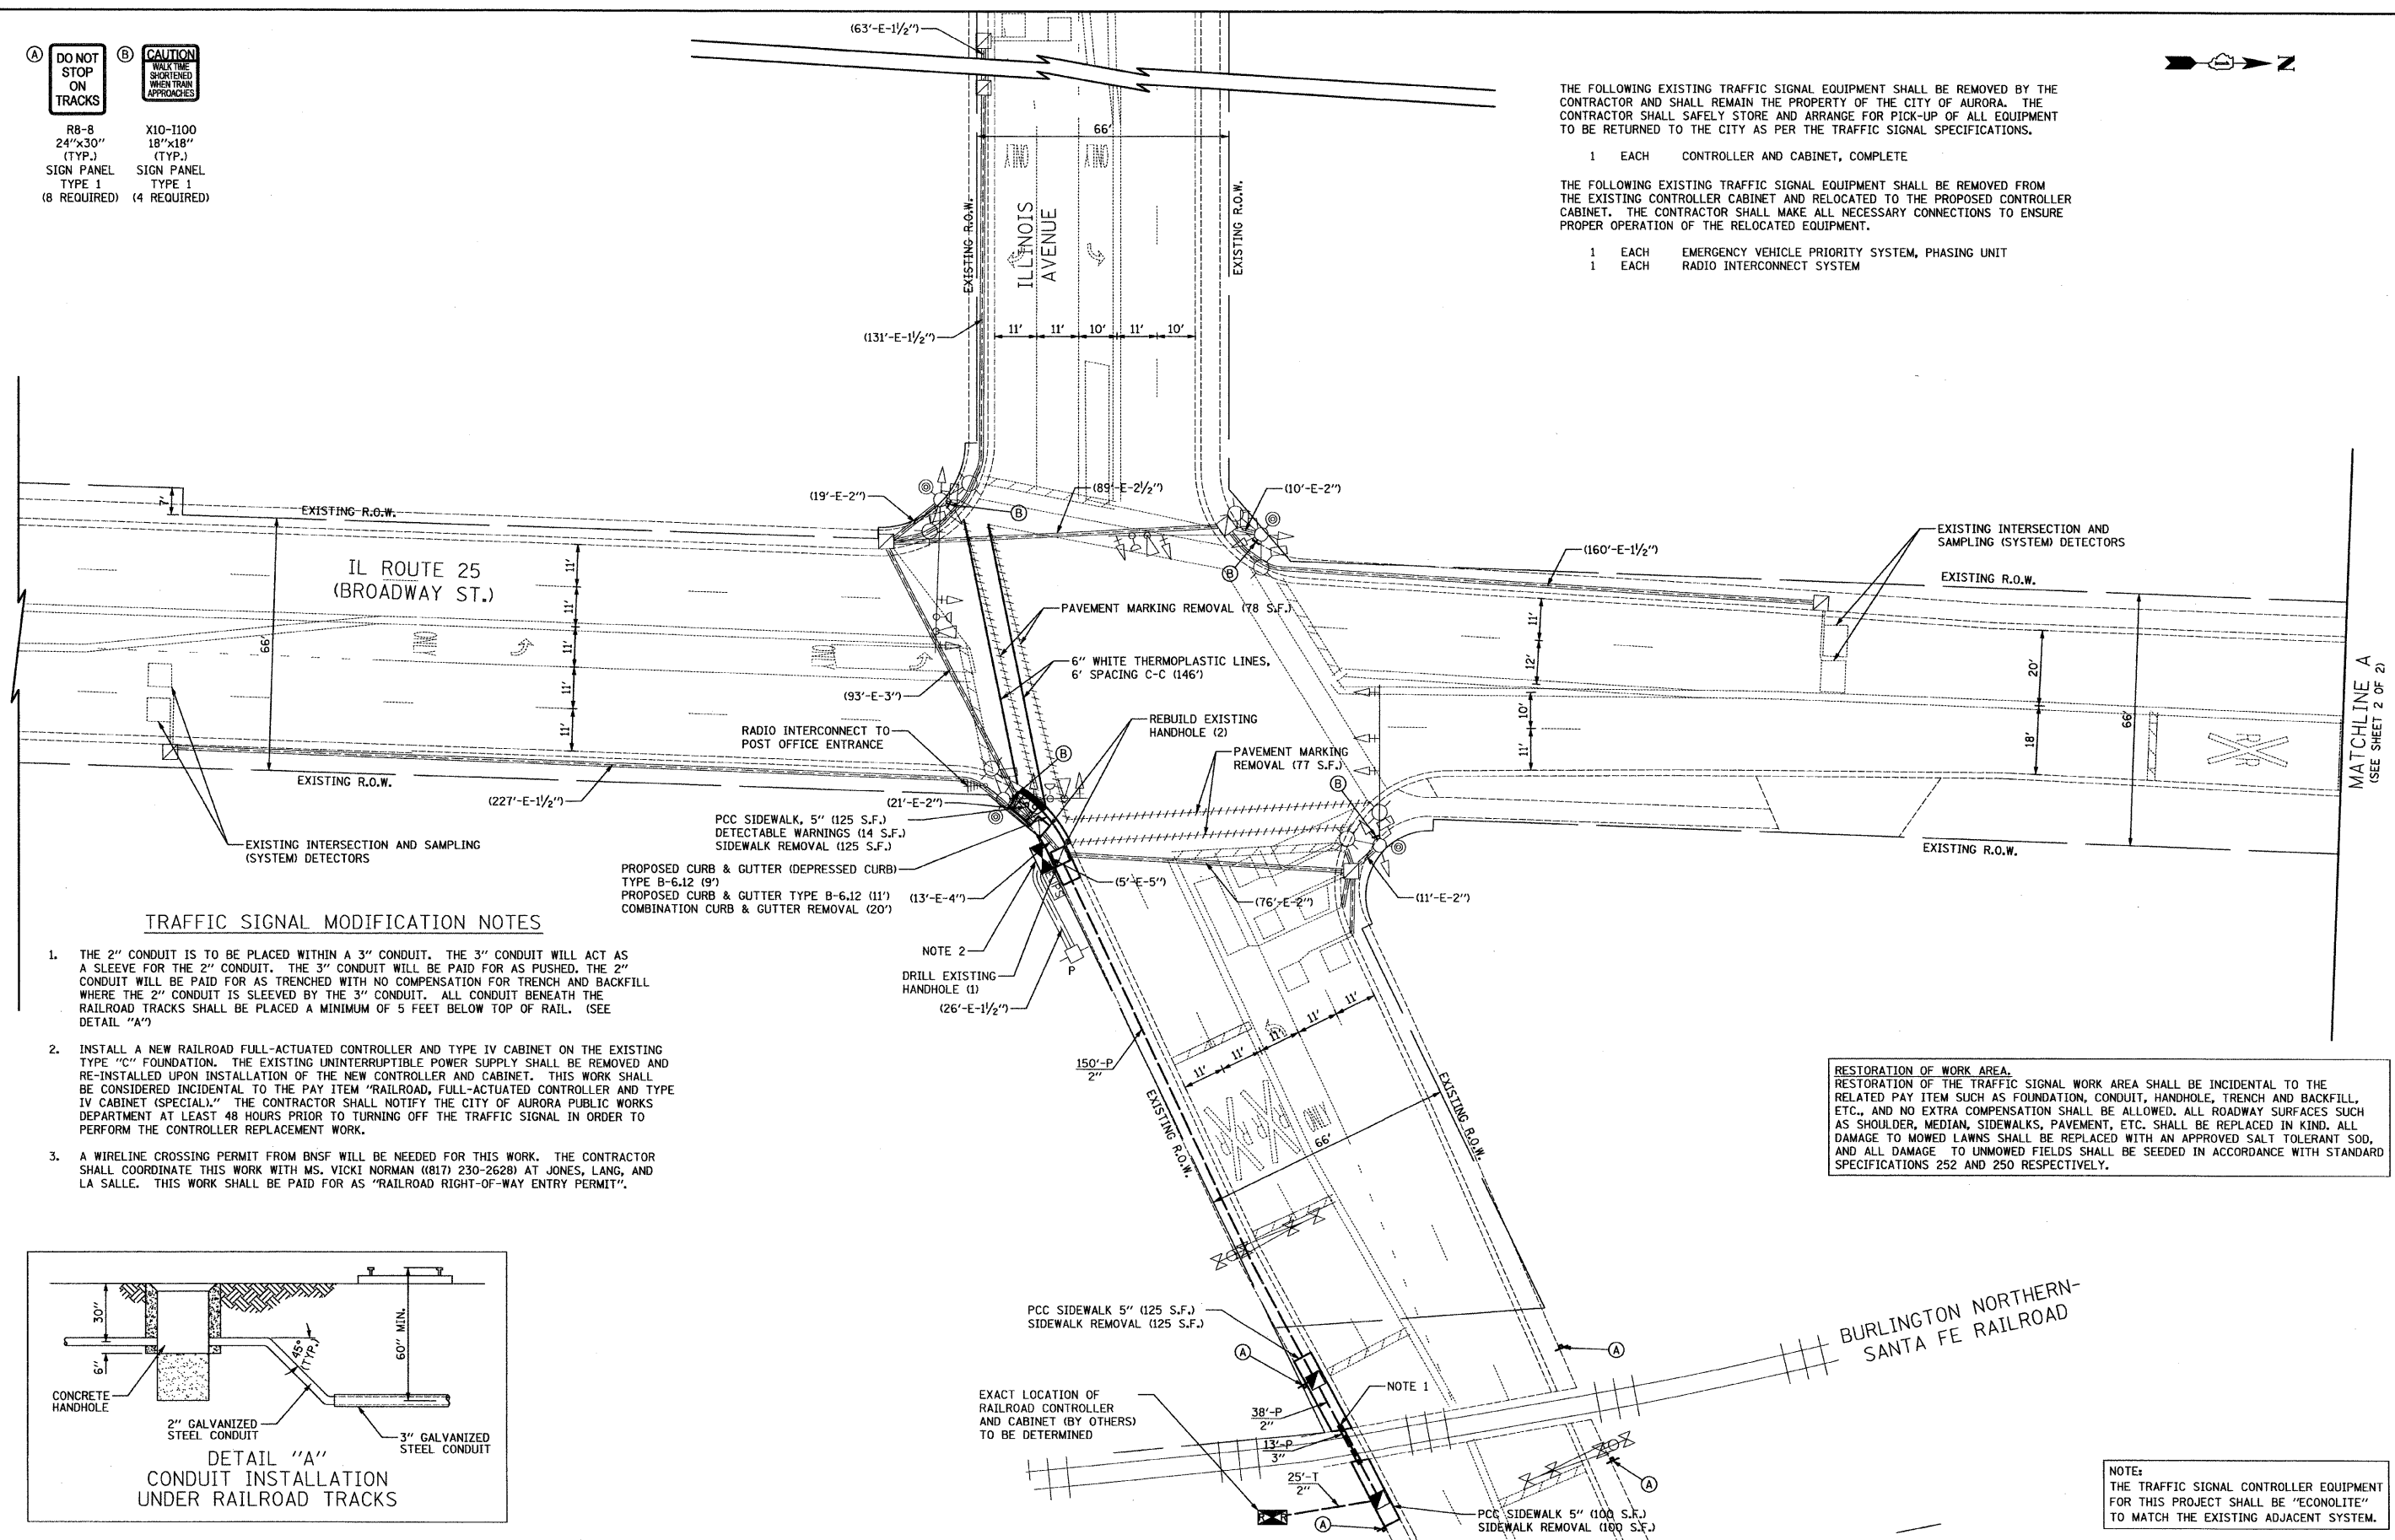 (63'-E-1½")
A
DO NOT
STOP
ON
TRACKS
R8-8
24"x30"
(TYP.)
SIGN PANEL
TYPE 1
(8 REQUIRED)
B
CAUTION
WALK TIME
SHORTENED
WHEN TRAIN
APPROACHES
X10-I100
18"x18"
(TYP.)
SIGN PANEL
TYPE 1
(4 REQUIRED)
N
THE FOLLOWING EXISTING TRAFFIC SIGNAL EQUIPMENT SHALL BE REMOVED BY THE
CONTRACTOR AND SHALL REMAIN THE PROPERTY OF THE CITY OF AURORA. THE
CONTRACTOR SHALL SAFELY STORE AND ARRANGE FOR PICK-UP OF ALL EQUIPMENT
TO BE RETURNED TO THE CITY AS PER THE TRAFFIC SIGNAL SPECIFICATIONS.
1 EACH CONTROLLER AND CABINET, COMPLETE
THE FOLLOWING EXISTING TRAFFIC SIGNAL EQUIPMENT SHALL BE REMOVED FROM
THE EXISTING CONTROLLER CABINET AND RELOCATED TO THE PROPOSED CONTROLLER
CABINET. THE CONTRACTOR SHALL MAKE ALL NECESSARY CONNECTIONS TO ENSURE
PROPER OPERATION OF THE RELOCATED EQUIPMENT.
1 EACH EMERGENCY VEHICLE PRIORITY SYSTEM, PHASING UNIT
1 EACH RADIO INTERCONNECT SYSTEM
66'
ONLY
ONLY
EXISTING R.O.W.
ILLINOIS
AVENUE
EXISTING R.O.W.
(131'-E-1½")
11'
11'
10'
11'
10'
7'
EXISTING R.O.W.
IL ROUTE 25
(BROADWAY ST.)
66'
11'
11'
11'
11'
11'
ONLY
ONLY
(19'-E-2")
B
(89'-E-2½")
(10'-E-2")
B
(160'-E-1½")
EXISTING INTERSECTION AND
SAMPLING (SYSTEM) DETECTORS
EXISTING R.O.W.
PAVEMENT MARKING REMOVAL (78 S.F.)
6" WHITE THERMOPLASTIC LINES,
6' SPACING C-C (146')
(93'-E-3")
11'
12'
10'
11'
20'
18'
66'
RXR
MATCHLINE A
(SEE SHEET 2 OF 2)
RADIO INTERCONNECT TO
POST OFFICE ENTRANCE
REBUILD EXISTING
HANDHOLE (2)
B
PAVEMENT MARKING
REMOVAL (77 S.F.)
B
EXISTING R.O.W.
(227'-E-1½")
(21'-E-2")
PCC SIDEWALK, 5" (125 S.F.)
DETECTABLE WARNINGS (14 S.F.)
SIDEWALK REMOVAL (125 S.F.)
EXISTING INTERSECTION AND SAMPLING
(SYSTEM) DETECTORS
EXISTING R.O.W.
PROPOSED CURB & GUTTER (DEPRESSED CURB)
TYPE B-6.12 (9')
PROPOSED CURB & GUTTER TYPE B-6.12 (11')
COMBINATION CURB & GUTTER REMOVAL (20')
(13'-E-4")
(5'-E-5")
(76'-E-2")
(11'-E-2")
UPS
NOTE 2
P
DRILL EXISTING
HANDHOLE (1)
(26'-E-1½")
TRAFFIC SIGNAL MODIFICATION NOTES
1. THE 2" CONDUIT IS TO BE PLACED WITHIN A 3" CONDUIT. THE 3" CONDUIT WILL ACT AS
A SLEEVE FOR THE 2" CONDUIT. THE 3" CONDUIT WILL BE PAID FOR AS PUSHED. THE 2"
CONDUIT WILL BE PAID FOR AS TRENCHED WITH NO COMPENSATION FOR TRENCH AND BACKFILL
WHERE THE 2" CONDUIT IS SLEEVED BY THE 3" CONDUIT. ALL CONDUIT BENEATH THE
RAILROAD TRACKS SHALL BE PLACED A MINIMUM OF 5 FEET BELOW TOP OF RAIL. (SEE
DETAIL "A")
2. INSTALL A NEW RAILROAD FULL-ACTUATED CONTROLLER AND TYPE IV CABINET ON THE EXISTING
TYPE "C" FOUNDATION. THE EXISTING UNINTERRUPTIBLE POWER SUPPLY SHALL BE REMOVED AND
RE-INSTALLED UPON INSTALLATION OF THE NEW CONTROLLER AND CABINET. THIS WORK SHALL
BE CONSIDERED INCIDENTAL TO THE PAY ITEM "RAILROAD, FULL-ACTUATED CONTROLLER AND TYPE
IV CABINET (SPECIAL)." THE CONTRACTOR SHALL NOTIFY THE CITY OF AURORA PUBLIC WORKS
DEPARTMENT AT LEAST 48 HOURS PRIOR TO TURNING OFF THE TRAFFIC SIGNAL IN ORDER TO
PERFORM THE CONTROLLER REPLACEMENT WORK.
3. A WIRELINE CROSSING PERMIT FROM BNSF WILL BE NEEDED FOR THIS WORK. THE CONTRACTOR
SHALL COORDINATE THIS WORK WITH MS. VICKI NORMAN ((817) 230-2628) AT JONES, LANG, AND
LA SALLE. THIS WORK SHALL BE PAID FOR AS "RAILROAD RIGHT-OF-WAY ENTRY PERMIT".
150'-P
2"
EXISTING R.O.W.
11'
11'
11'
11'
11'
RXR
ONLY
66'
EXISTING R.O.W.
RESTORATION OF WORK AREA.
RESTORATION OF THE TRAFFIC SIGNAL WORK AREA SHALL BE INCIDENTAL TO THE
RELATED PAY ITEM SUCH AS FOUNDATION, CONDUIT, HANDHOLE, TRENCH AND BACKFILL,
ETC., AND NO EXTRA COMPENSATION SHALL BE ALLOWED. ALL ROADWAY SURFACES SUCH
AS SHOULDER, MEDIAN, SIDEWALKS, PAVEMENT, ETC. SHALL BE REPLACED IN KIND. ALL
DAMAGE TO MOWED LAWNS SHALL BE REPLACED WITH AN APPROVED SALT TOLERANT SOD,
AND ALL DAMAGE TO UNMOWED FIELDS SHALL BE SEEDED IN ACCORDANCE WITH STANDARD
SPECIFICATIONS 252 AND 250 RESPECTIVELY.
30"
6"
45°
(TYP.)
60" MIN.
CONCRETE
HANDHOLE
2" GALVANIZED
STEEL CONDUIT
3" GALVANIZED
STEEL CONDUIT
DETAIL "A"
CONDUIT INSTALLATION
UNDER RAILROAD TRACKS
PCC SIDEWALK 5" (125 S.F.)
SIDEWALK REMOVAL (125 S.F.)
A
BURLINGTON NORTHERN-
SANTA FE RAILROAD
A
EXACT LOCATION OF
RAILROAD CONTROLLER
AND CABINET (BY OTHERS)
TO BE DETERMINED
NOTE 1
38'-P
2"
13'-P
3"
25'-T
2"
A
RR
A
PCC SIDEWALK 5" (100 S.F.)
SIDEWALK REMOVAL (100 S.F.)
NOTE:
THE TRAFFIC SIGNAL CONTROLLER EQUIPMENT
FOR THIS PROJECT SHALL BE "ECONOLITE"
TO MATCH THE EXISTING ADJACENT SYSTEM.